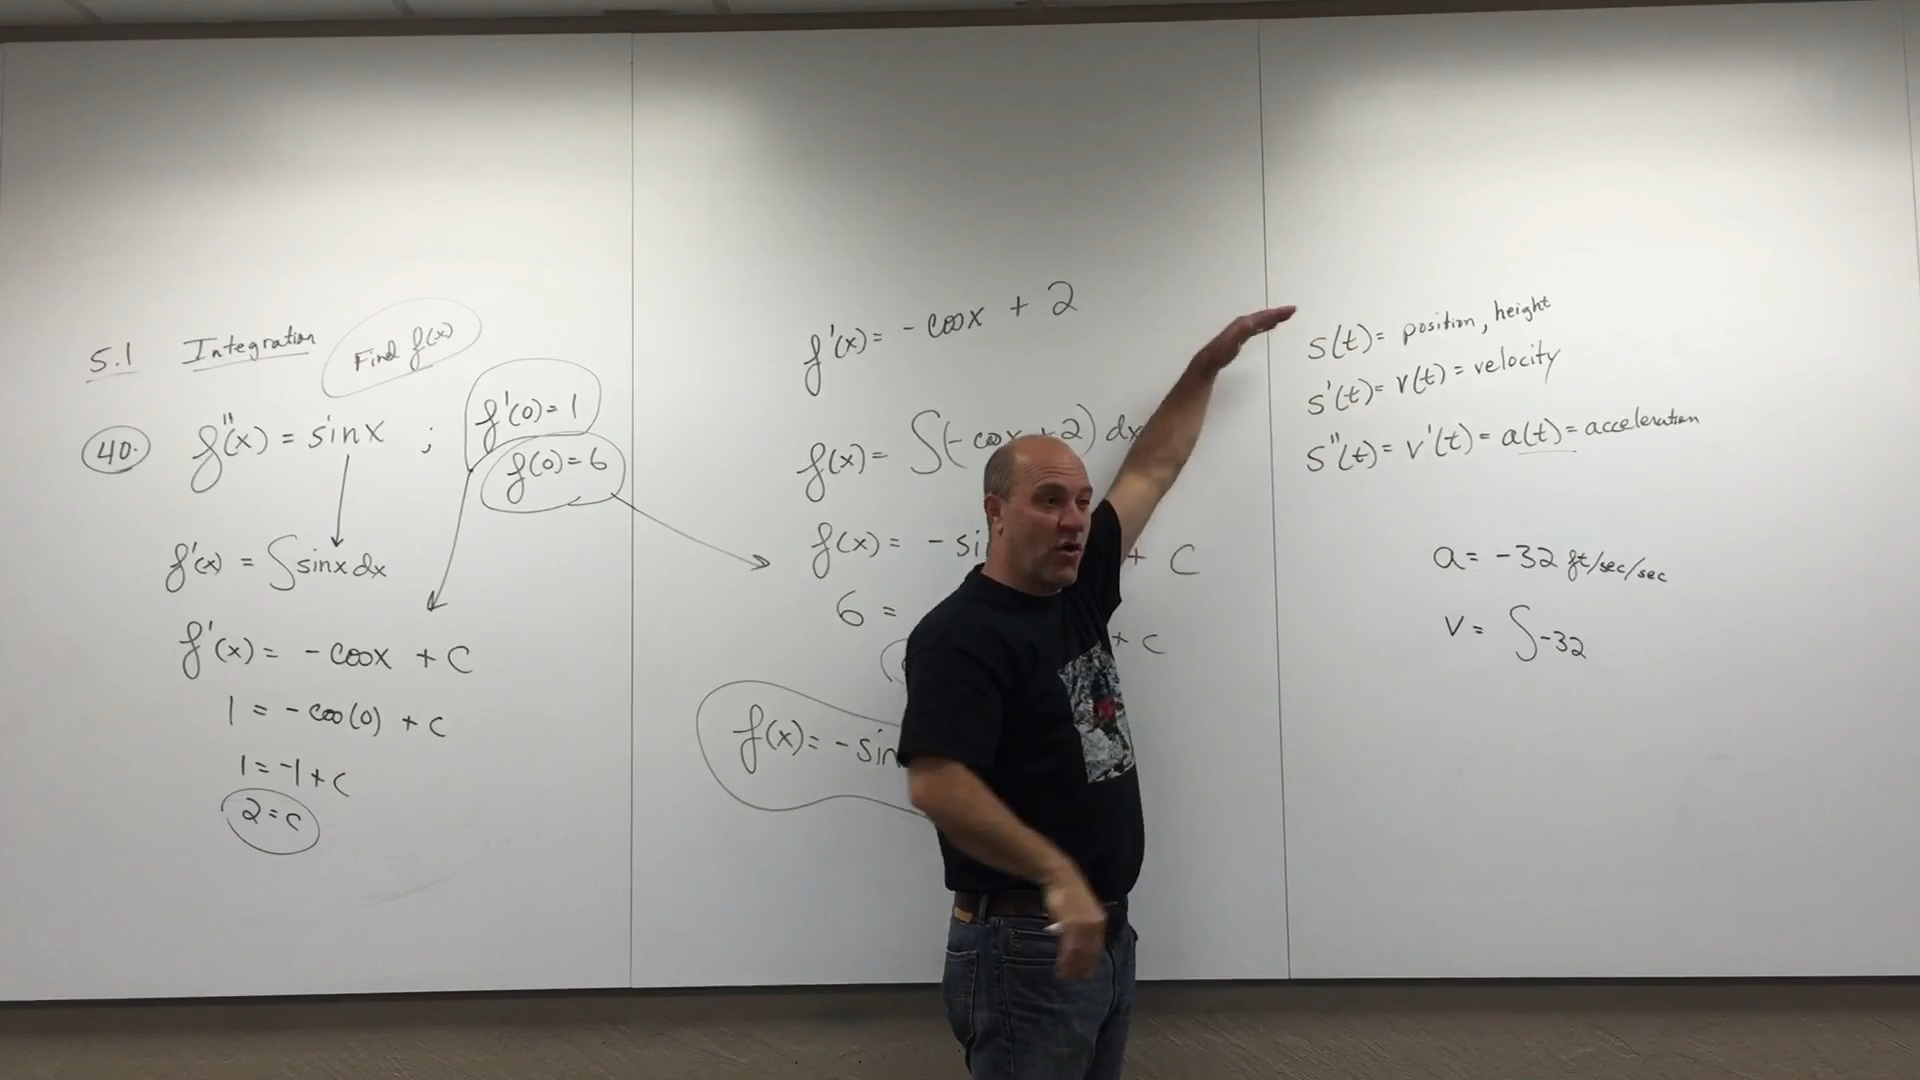 5.1 Integration Find f(x)
40. f''(x) = sin x ; f'(0) = 1
f(0) = 6
f'(x) = ∫ sin x dx
f'(x) = - cos x + C
1 = - cos(0) + C
1 = -1 + C
2 = C
f'(x) = - cos x + 2
f(x) = ∫(- cos x + 2) dx
f(x) = - si + C
6 = + C
f(x) = - sin
s(t) = position, height
s'(t) = v(t) = velocity
s''(t) = v'(t) = a(t) = acceleration
a = -32 ft/sec/sec
v = ∫ -32